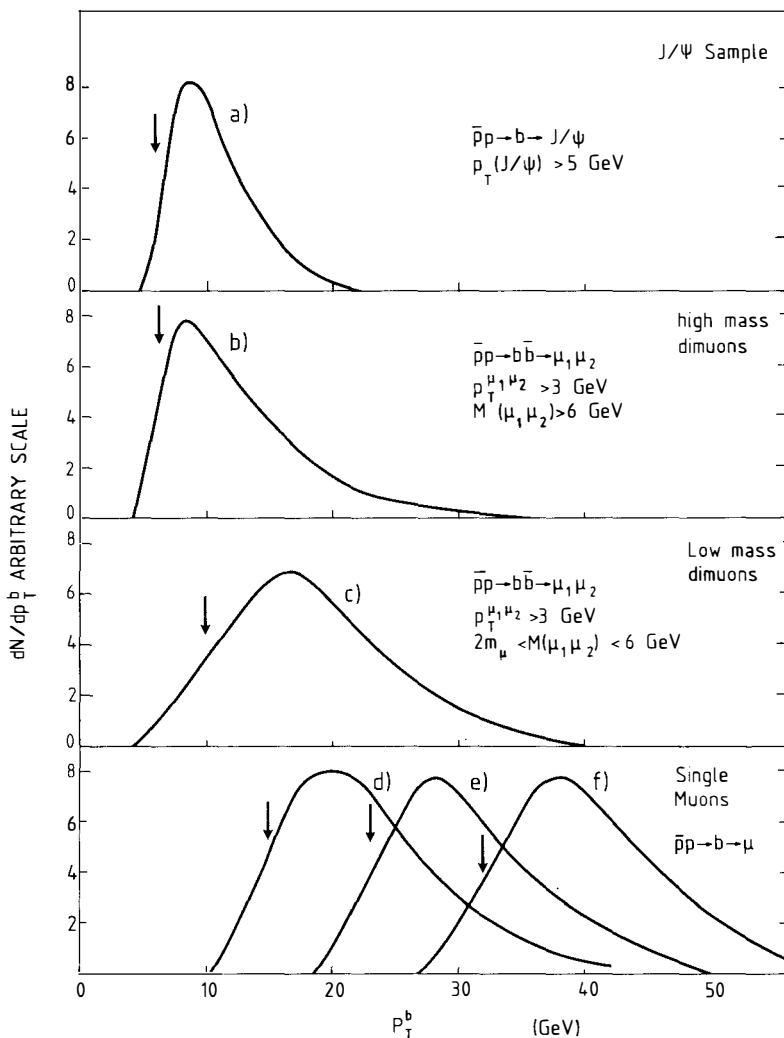 J/Ψ Sample
8
6
4
2
0
a)
p̄p→b→J/ψ
p_T(J/ψ) >5 GeV
high mass
dimuons
8
6
4
2
0
b)
p̄p→bb̄→μ₁μ₂
p_T^μ₁μ₂ >3 GeV
M (μ₁μ₂)>6 GeV
Low mass
dimuons
8
6
4
2
0
c)
p̄p→bb̄→μ₁μ₂
p_T^μ₁μ₂ >3 GeV
2m_μ <M(μ₁μ₂) < 6 GeV
Single
Muons
8
6
4
2
0
d)
e)
f)
p̄p→b→μ
0 10 20 30 40 50
P_T^b (GeV)
dN/dp_T^b ARBITRARY SCALE